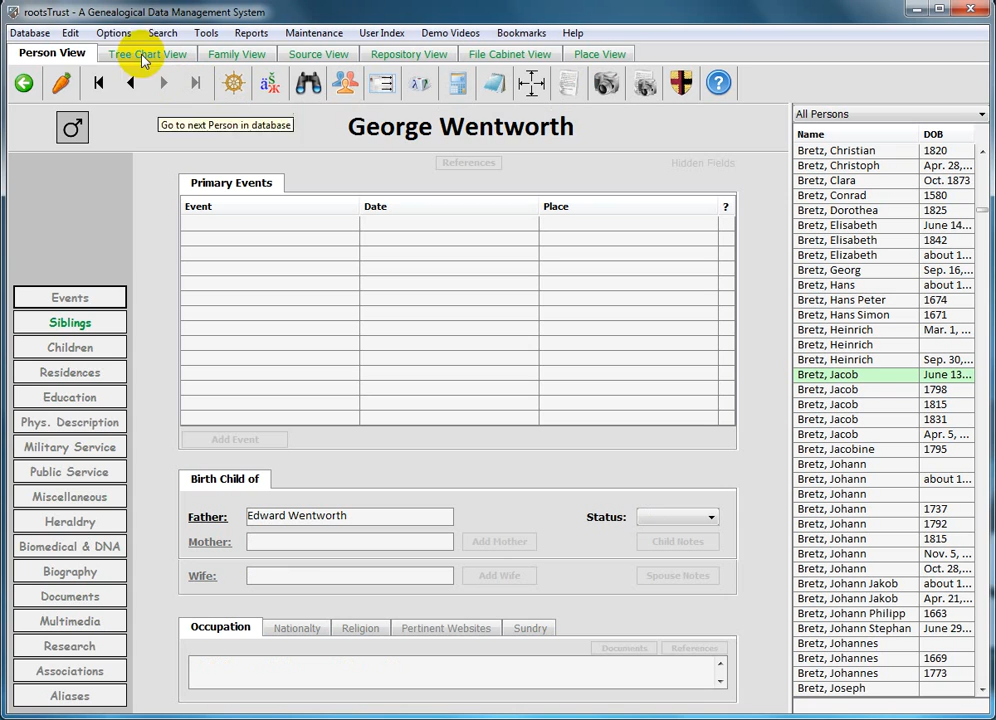 rootsTrust - A Genealogical Data Management System
Database Edit Options Search Tools Reports Maintenance User Index Demo Videos Bookmarks Help
Person View Tree Chart View Family View Source View Repository View File Cabinet View Place View
Go to next Person in database
George Wentworth
References
Hidden Fields
Primary Events
Event Date Place ?
Add Event
Events
Siblings
Children
Residences
Education
Phys. Description
Military Service
Public Service
Miscellaneous
Heraldry
Biomedical & DNA
Biography
Documents
Multimedia
Research
Associations
Aliases
Birth Child of
Father: Edward Wentworth Status:
Mother: Add Mother Child Notes
Wife: Add Wife Spouse Notes
Occupation Nationalty Religion Pertinent Websites Sundry
Documents References
All Persons
Name DOB
Bretz, Christian 1820
Bretz, Christoph Apr. 28,...
Bretz, Clara Oct. 1873
Bretz, Conrad 1580
Bretz, Dorothea 1825
Bretz, Elisabeth June 14...
Bretz, Elisabeth 1842
Bretz, Elizabeth about 1...
Bretz, Georg Sep. 16,...
Bretz, Hans about 1...
Bretz, Hans Peter 1674
Bretz, Hans Simon 1671
Bretz, Heinrich Mar. 1, ...
Bretz, Heinrich
Bretz, Heinrich Sep. 30,...
Bretz, Jacob June 13...
Bretz, Jacob 1798
Bretz, Jacob 1815
Bretz, Jacob 1831
Bretz, Jacob Apr. 5, ...
Bretz, Jacobine 1795
Bretz, Johann
Bretz, Johann about 1...
Bretz, Johann
Bretz, Johann 1737
Bretz, Johann 1792
Bretz, Johann 1815
Bretz, Johann Nov. 5, ...
Bretz, Johann Oct. 28,...
Bretz, Johann Jakob about 1...
Bretz, Johann Jakob Apr. 21,...
Bretz, Johann Philipp 1663
Bretz, Johann Stephan June 29...
Bretz, Johannes
Bretz, Johannes 1669
Bretz, Johannes 1773
Bretz, Joseph